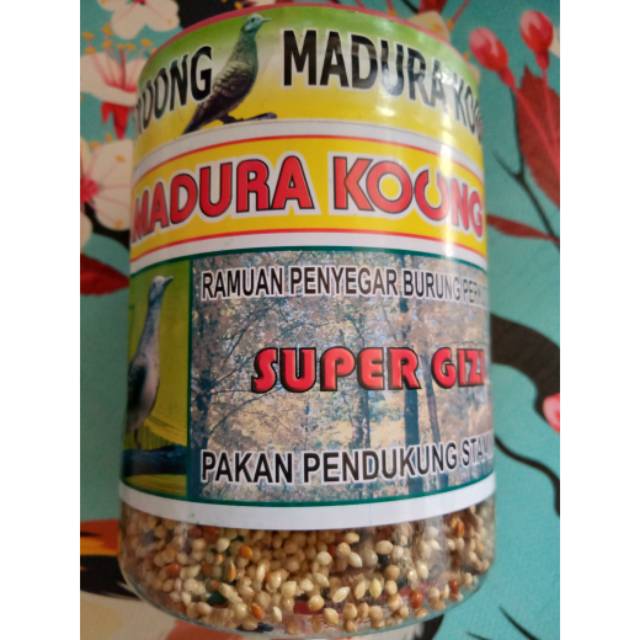 MADURA
MADURA KOONG
RAMUAN PENYEGAR BURUNG
SUPER GIZI
PAKAN PENDUKUNG